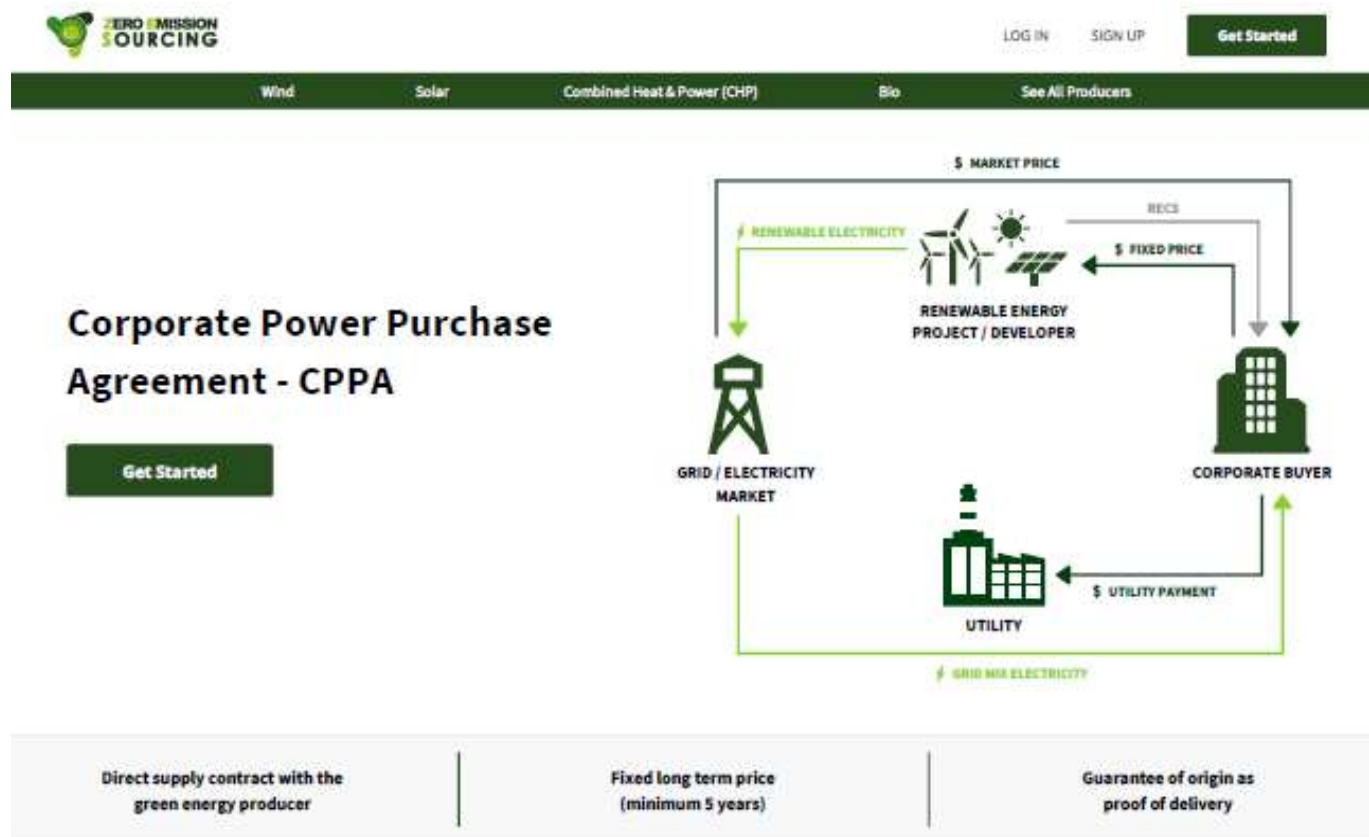 ZERO EMISSION
SOURCING
LOG IN
SIGN UP
Get Started
Wind
Solar
Combined Heat & Power (CHP)
Bio
See All Producers
Corporate Power Purchase
Agreement - CPPA
Get Started
$ MARKET PRICE
RECS
RENEWABLE ELECTRICITY
$ FIXED PRICE
RENEWABLE ENERGY
PROJECT / DEVELOPER
GRID / ELECTRICITY
MARKET
CORPORATE BUYER
$ UTILITY PAYMENT
UTILITY
GRID MIX ELECTRICITY
Direct supply contract with the
green energy producer
Fixed long term price
(minimum 5 years)
Guarantee of origin as
proof of delivery